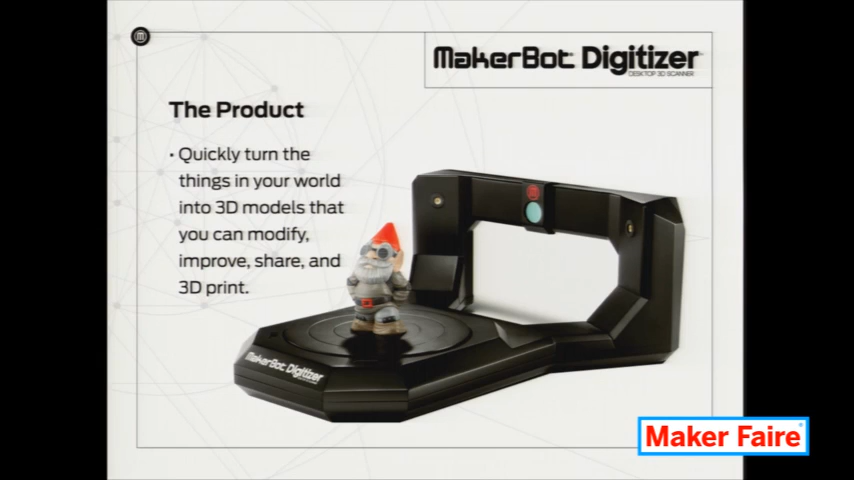 MakerBot Digitizer
DESKTOP 3D SCANNER
The Product
• Quickly turn the
things in your world
into 3D models that
you can modify,
improve, share, and
3D print.
MakerBot Digitizer
Maker Faire